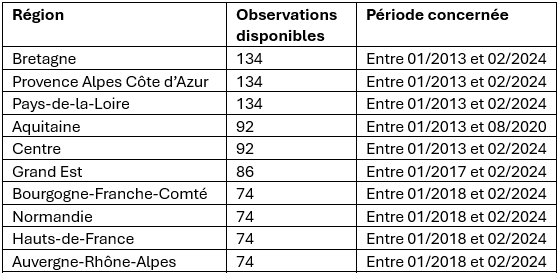 Région Observations disponibles Période concernée
Bretagne 134 Entre 01/2013 et 02/2024
Provence Alpes Côte d’Azur 134 Entre 01/2013 et 02/2024
Pays-de-la-Loire 134 Entre 01/2013 et 02/2024
Aquitaine 92 Entre 01/2013 et 08/2020
Centre 92 Entre 01/2013 et 02/2024
Grand Est 86 Entre 01/2017 et 02/2024
Bourgogne-Franche-Comté 74 Entre 01/2018 et 02/2024
Normandie 74 Entre 01/2018 et 02/2024
Hauts-de-France 74 Entre 01/2018 et 02/2024
Auvergne-Rhône-Alpes 74 Entre 01/2018 et 02/2024